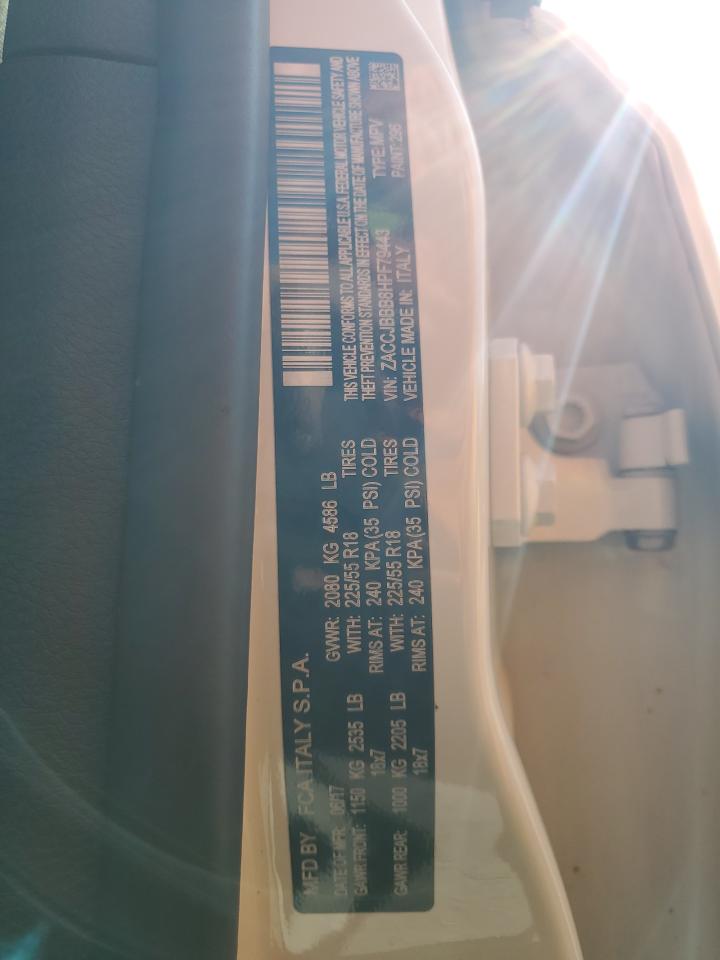 MFD BY FCA ITALY S.P.A.
DATE OF MFR: 06/17 GVWR: 2080 KG 4586 LB
GAWR FRONT: 1150 KG 2535 LB WITH: 225/55 R18 TIRES
18x7 RIMS AT: 240 KPA(35 PSI) COLD
GAWR REAR: 1000 KG 2205 LB WITH: 225/55 R18 TIRES
18x7 RIMS AT: 240 KPA(35 PSI) COLD
THIS VEHICLE CONFORMS TO ALL APPLICABLE U.S.A. FEDERAL MOTOR VEHICLE SAFETY AND
THEFT PREVENTION STANDARDS IN EFFECT ON THE DATE OF MANUFACTURE SHOWN ABOVE
VIN: ZACCJBBB8HPF79443 TYPE:MPV
VEHICLE MADE IN: ITALY PAINT:296